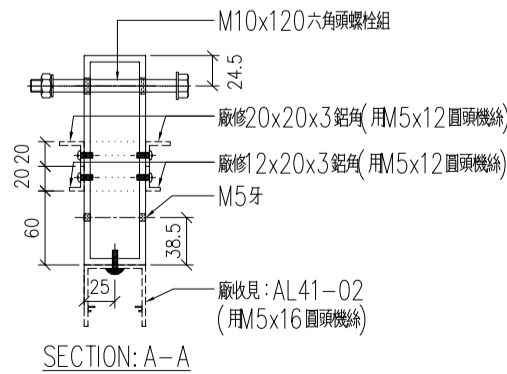 M10x120六角頭螺栓組
24.5
廠修20x20x3鋁角(用M5x12圓頭機絲)
2020
廠修12x20x3鋁角(用M5x12圓頭機絲)
M5牙
60
38.5
25
廠收見:AL41-02
(用M5x16圓頭機絲)
SECTION: A-A